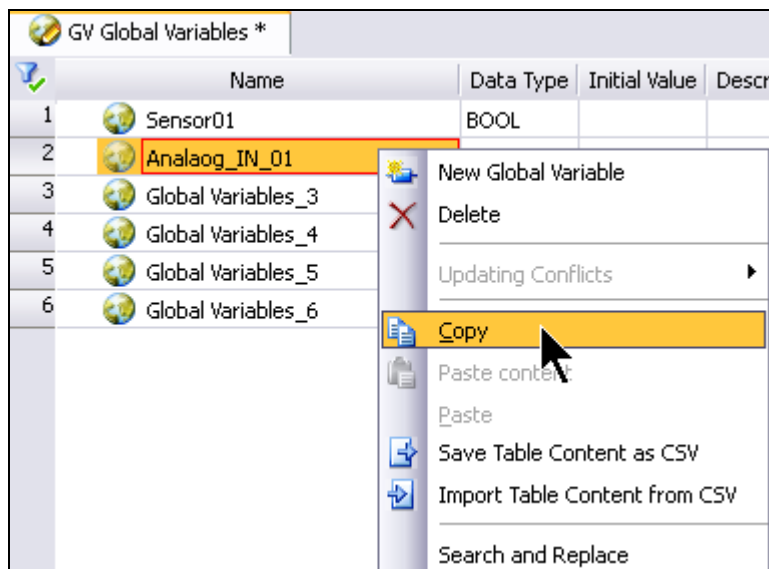 GV Global Variables *
Name Data Type Initial Value Descr
1 Sensor01 BOOL
2 Analaog_IN_01
3 Global Variables_3
4 Global Variables_4
5 Global Variables_5
6 Global Variables_6
New Global Variable
Delete
Updating Conflicts
Copy
Paste content
Paste
Save Table Content as CSV
Import Table Content from CSV
Search and Replace